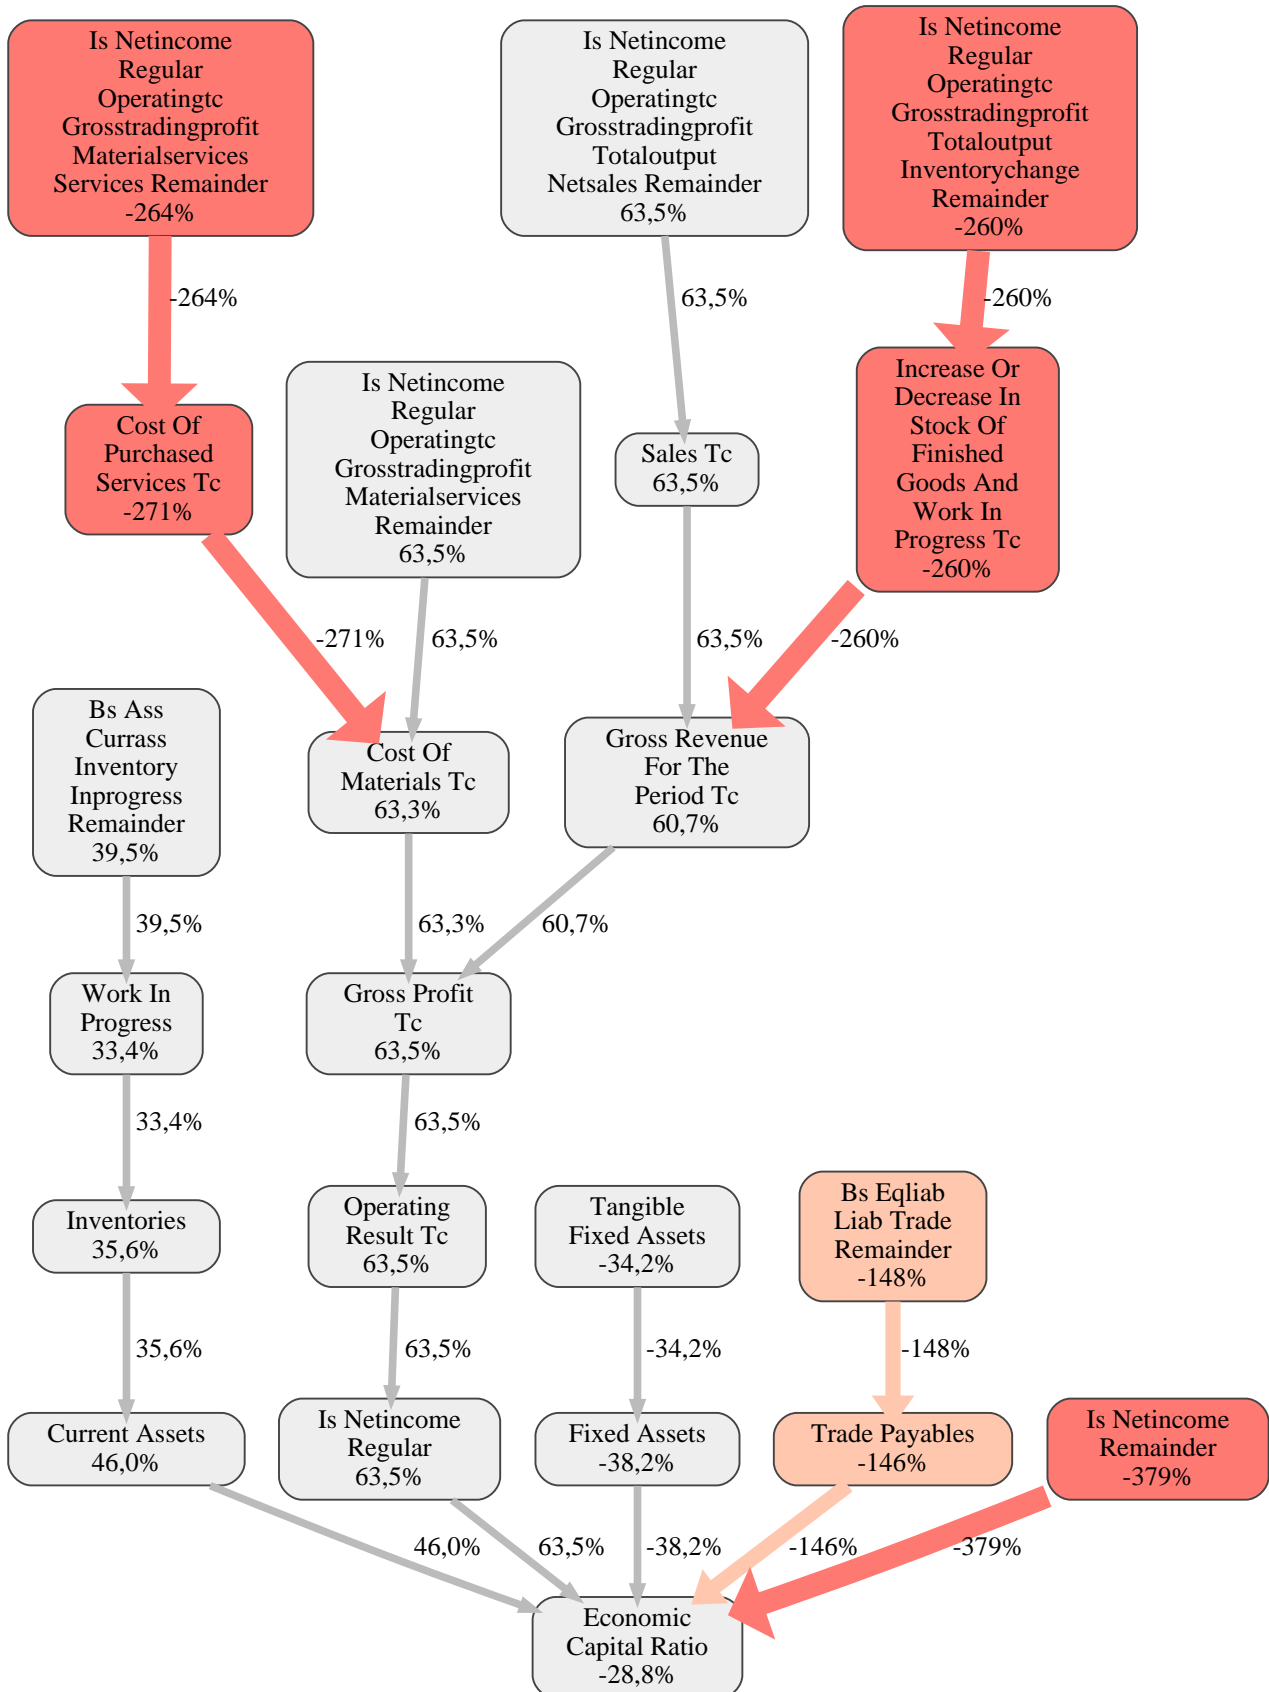 Is Netincome
Regular
Operatingtc
Grosstradingprofit
Materialservices
Services Remainder
-264%
Is Netincome
Regular
Operatingtc
Grosstradingprofit
Totaloutput
Netsales Remainder
63,5%
Is Netincome
Regular
Operatingtc
Grosstradingprofit
Totaloutput
Inventorychange
Remainder
-260%
-264%
63,5%
-260%
Cost Of
Purchased
Services Tc
-271%
Is Netincome
Regular
Operatingtc
Grosstradingprofit
Materialservices
Remainder
63,5%
Sales Tc
63,5%
Increase Or
Decrease In
Stock Of
Finished
Goods And
Work In
Progress Tc
-260%
-271%
63,5%
63,5%
-260%
Bs Ass
Currass
Inventory
Inprogress
Remainder
39,5%
Cost Of
Materials Tc
63,3%
Gross Revenue
For The
Period Tc
60,7%
39,5%
63,3%
60,7%
Work In
Progress
33,4%
Gross Profit
Tc
63,5%
33,4%
63,5%
Inventories
35,6%
Operating
Result Tc
63,5%
Tangible
Fixed Assets
-34,2%
Bs Eqliab
Liab Trade
Remainder
-148%
35,6%
63,5%
-34,2%
-148%
Current Assets
46,0%
Is Netincome
Regular
63,5%
Fixed Assets
-38,2%
Trade Payables
-146%
Is Netincome
Remainder
-379%
46,0%
63,5%
-38,2%
-146%
-379%
Economic
Capital Ratio
-28,8%